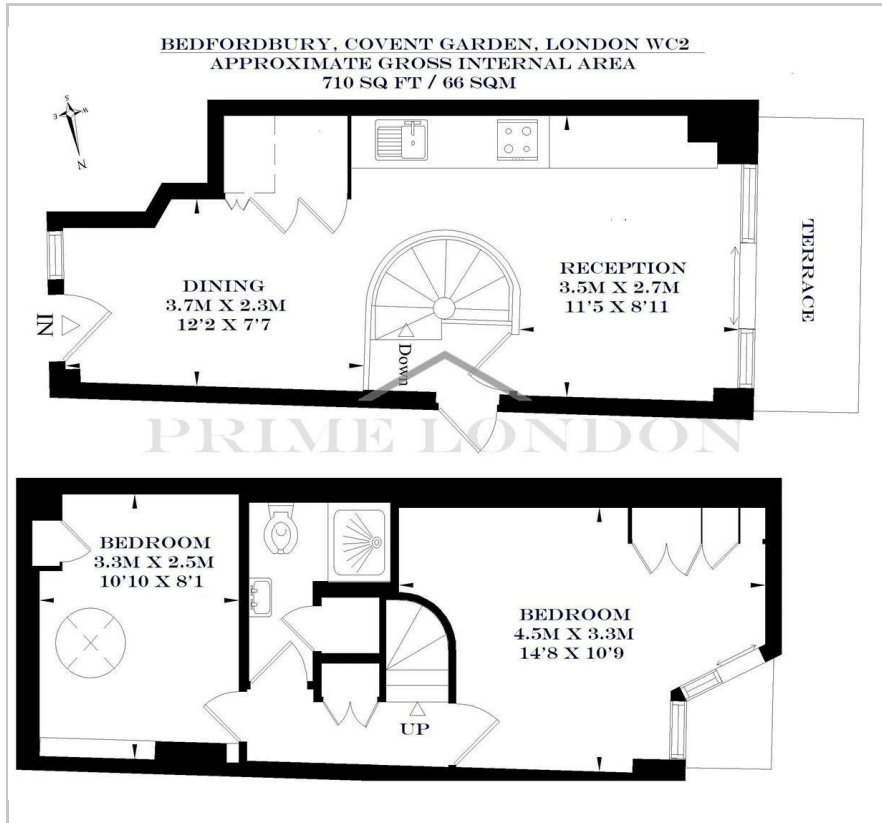 BEDFORDBURY, COVENT GARDEN, LONDON WC2
APPROXIMATE GROSS INTERNAL AREA
710 SQ FT / 66 SQM
S
W
E
N
DINING
3.7M X 2.3M
12'2 X 7'7
RECEPTION
3.5M X 2.7M
11'5 X 8'11
TERRACE
IN
Down
PRIME LONDON
BEDROOM
3.3M X 2.5M
10'10 X 8'1
BEDROOM
4.5M X 3.3M
14'8 X 10'9
UP